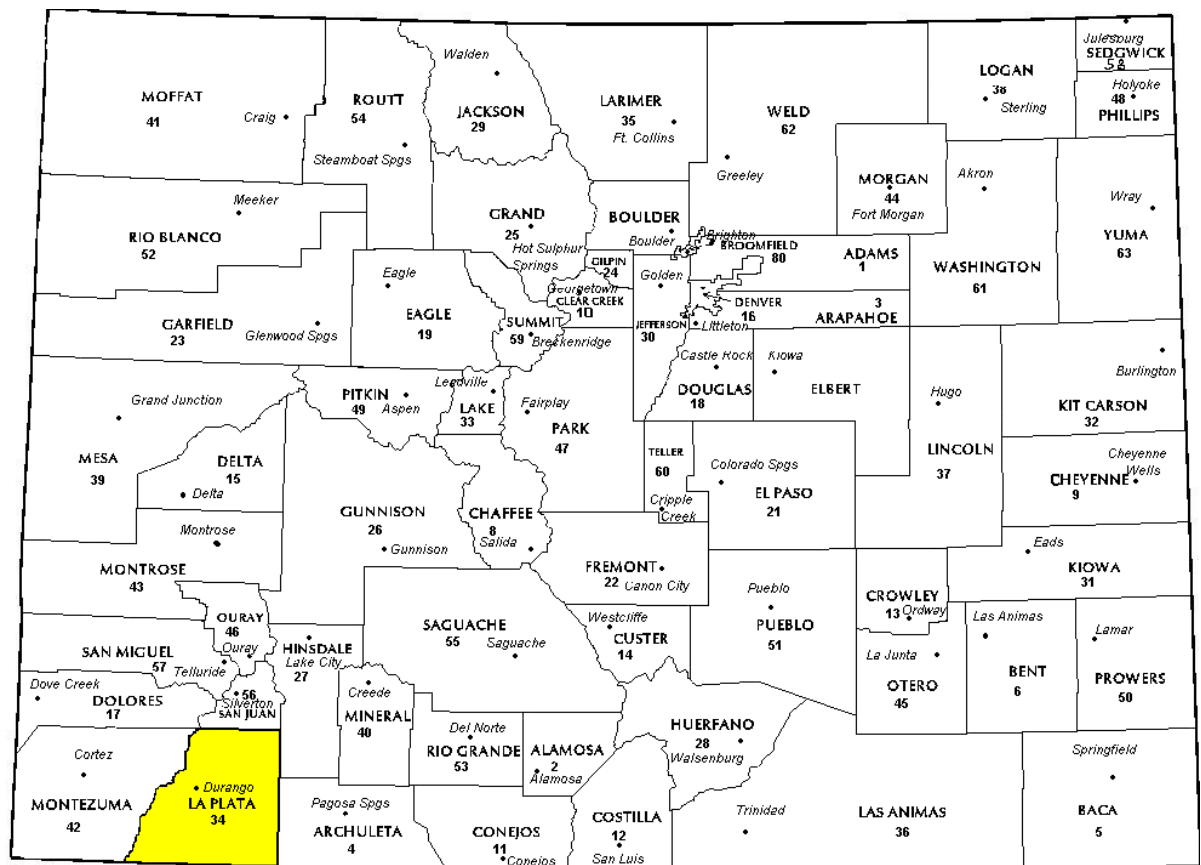 Julesburg
SEDGWICK
58
Walden
LOGAN
38
Sterling
Holyoke
48
PHILLIPS
MOFFAT
41
Craig
ROUTT
54
Steamboat Spgs
JACKSON
29
LARIMER
35
Ft. Collins
WELD
62
Greeley
MORGAN
44
Fort Morgan
Akron
Wray
YUMA
63
Meeker
RIO BLANCO
52
GRAND
25
Hot Sulphur
Springs
BOULDER
Boulder
Brighton
BROOMFIELD
80
ADAMS
1
WASHINGTON
61
GILPIN
24
Golden
Georgetown
CLEAR CREEK
10
DENVER
16
3
ARAPAHOE
Eagle
EAGLE
19
GARFIELD
23
Glenwood Spgs
SUMMIT
59
Breckenridge
JEFFERSON
30
Littleton
Castle Rock
DOUGLAS
18
Kiowa
ELBERT
Hugo
LINCOLN
37
Burlington
KIT CARSON
32
Grand Junction
MESA
39
PITKIN
49
Aspen
Leadville
LAKE
33
Fairplay
PARK
47
DELTA
15
Delta
TELLER
60
Cripple
Creek
Colorado Spgs
EL PASO
21
Cheyenne
Wells
CHEYENNE
9
GUNNISON
26
Gunnison
CHAFFEE
8
Salida
Montrose
MONTROSE
43
FREMONT
22
Canon City
Pueblo
PUEBLO
51
Eads
KIOWA
31
CROWLEY
13
Ordway
OURAY
46
Ouray
HINSDALE
Lake City
27
SAGUACHE
55
Saguache
Westcliffe
CUSTER
14
La Junta
OTERO
45
Las Animas
BENT
6
Lamar
PROWERS
50
SAN MIGUEL
57
Telluride
Dove Creek
DOLORES
17
56
Silverton
SAN JUAN
Creede
MINERAL
40
Del Norte
RIO GRANDE
53
ALAMOSA
2
Alamosa
HUERFANO
28
Walsenburg
Cortez
MONTEZUMA
42
Durango
LA PLATA
34
Pagosa Spgs
ARCHULETA
4
CONEJOS
11
Conejos
COSTILLA
12
San Luis
Trinidad
LAS ANIMAS
36
Springfield
BACA
5